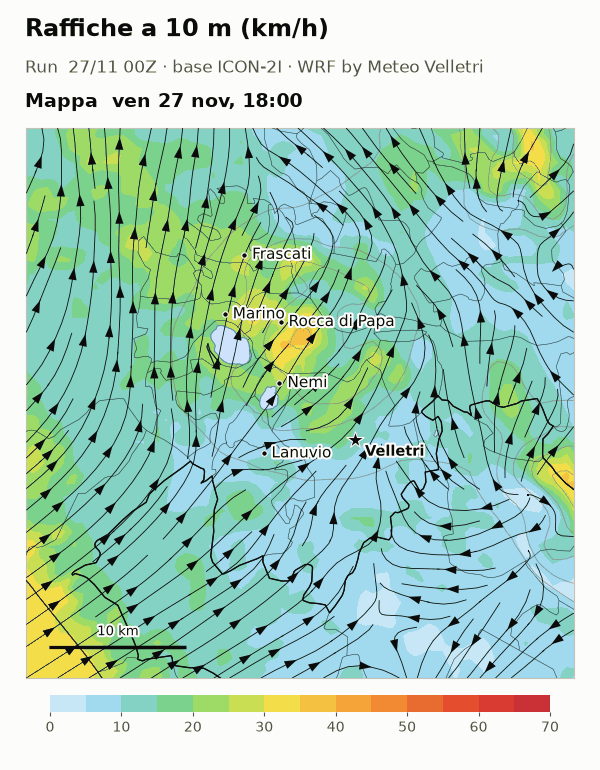 Raffiche a 10 m (km/h)
Run  27/11 00Z · base ICON-2I · WRF by Meteo Velletri
Mappa  ven 27 nov, 18:00
Frascati
Marino
Rocca di Papa
Nemi
Velletri
Lanuvio
10 km
0 10 20 30 40 50 60 70